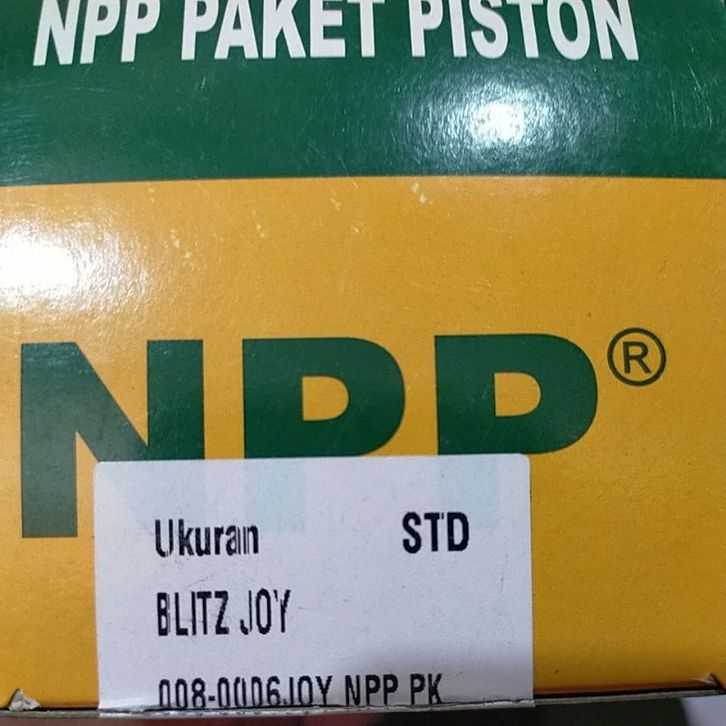 NPP PAKET PISTON
NPP®
Ukuran STD
BLITZ JOY
008-0006JOY NPP PK